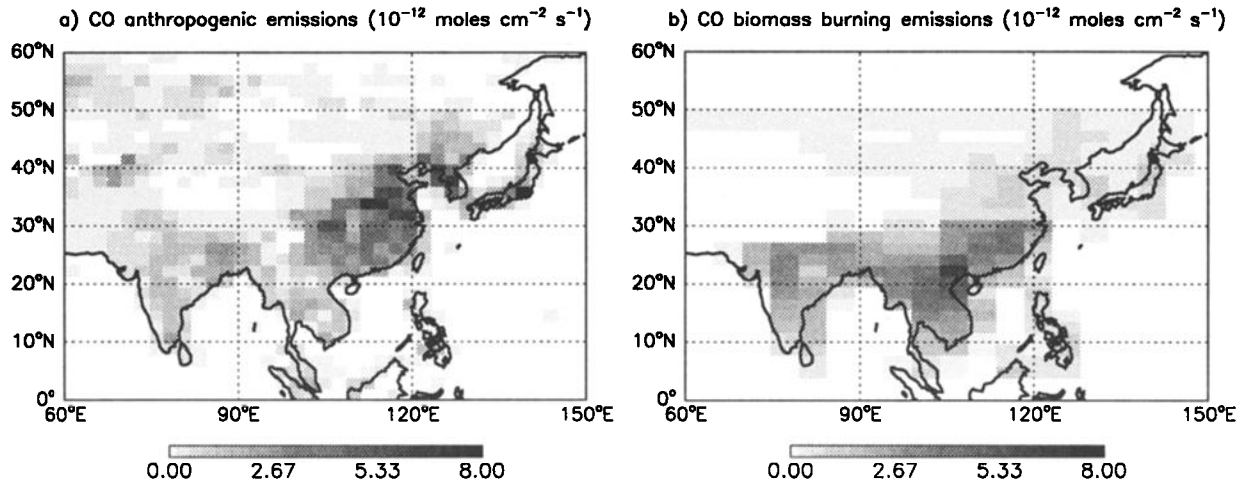 a) CO anthropogenic emissions (10⁻¹² moles cm⁻² s⁻¹)
60°N
50°N
40°N
30°N
20°N
10°N
0°
60°E 90°E 120°E 150°E
0.00 2.67 5.33 8.00
b) CO biomass burning emissions (10⁻¹² moles cm⁻² s⁻¹)
60°N
50°N
40°N
30°N
20°N
10°N
0°
60°E 90°E 120°E 150°E
0.00 2.67 5.33 8.00